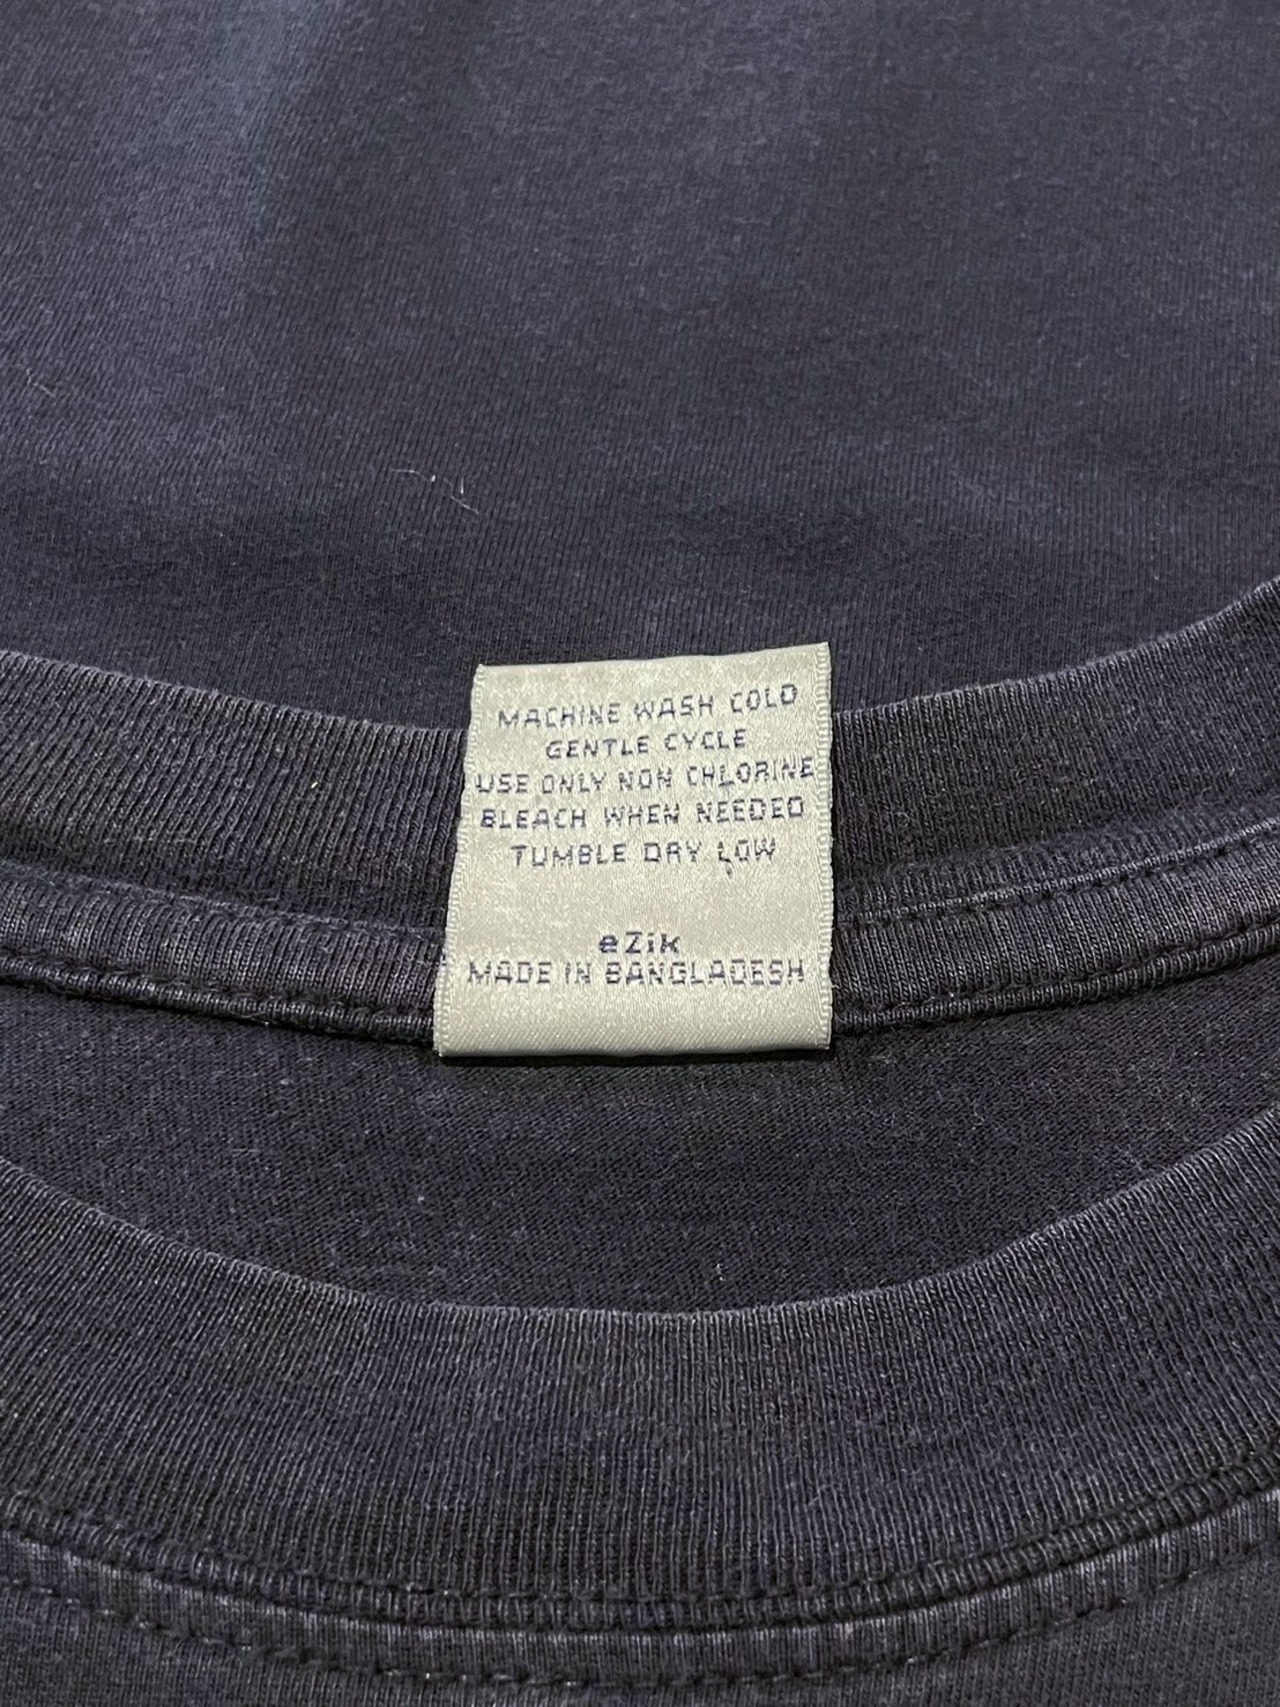 MACHINE WASH COLD
GENTLE CYCLE
USE ONLY NON CHLORINE
BLEACH WHEN NEEDED
TUMBLE DRY LOW
eZik
MADE IN BANGLADESH